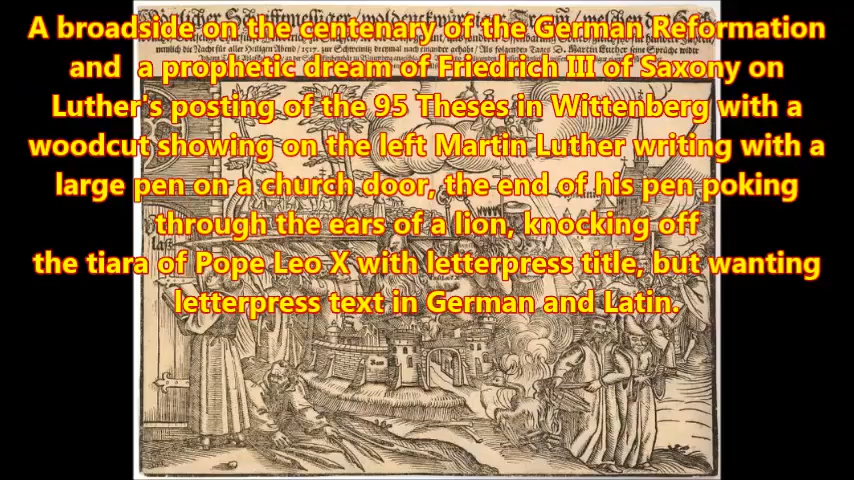 A broadside on the centenary of the German Reformation
and a prophetic dream of Friedrich III of Saxony on
Luther's posting of the 95 Theses in Wittenberg with a
woodcut showing on the left Martin Luther writing with a
large pen on a church door, the end of his pen poking
through the ears of a lion, knocking off
the tiara of Pope Leo X with letterpress title, but wanting
letterpress text in German and Latin.
Rom